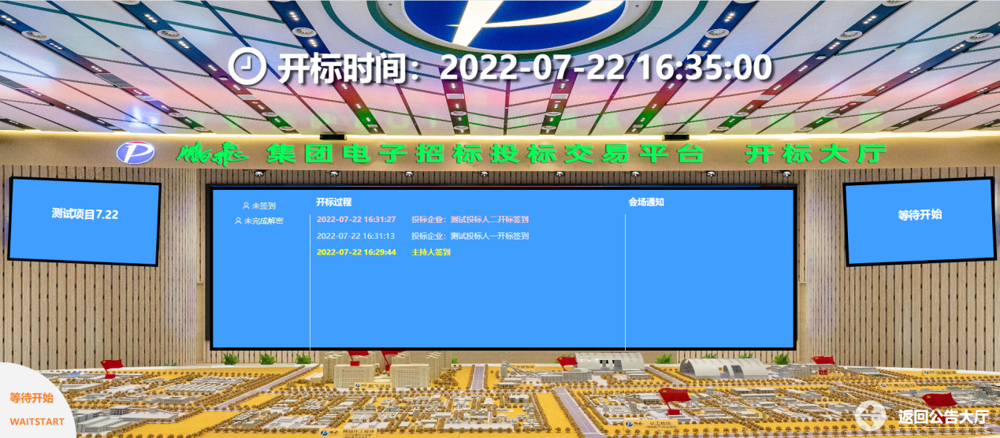 开标时间：2022-07-22 16:35:00
鹏飞 集团电子招标投标交易平台 开标大厅
测试项目7.22
未签到
未完成解密
开标过程
2022-07-22 16:31:27 投标企业：测试投标人二开标签到
2022-07-22 16:31:13 投标企业：测试投标人一开标签到
2022-07-22 16:29:44 主持人签到
会场通知
等待开始
等待开始
WAITSTART
返回公告大厅